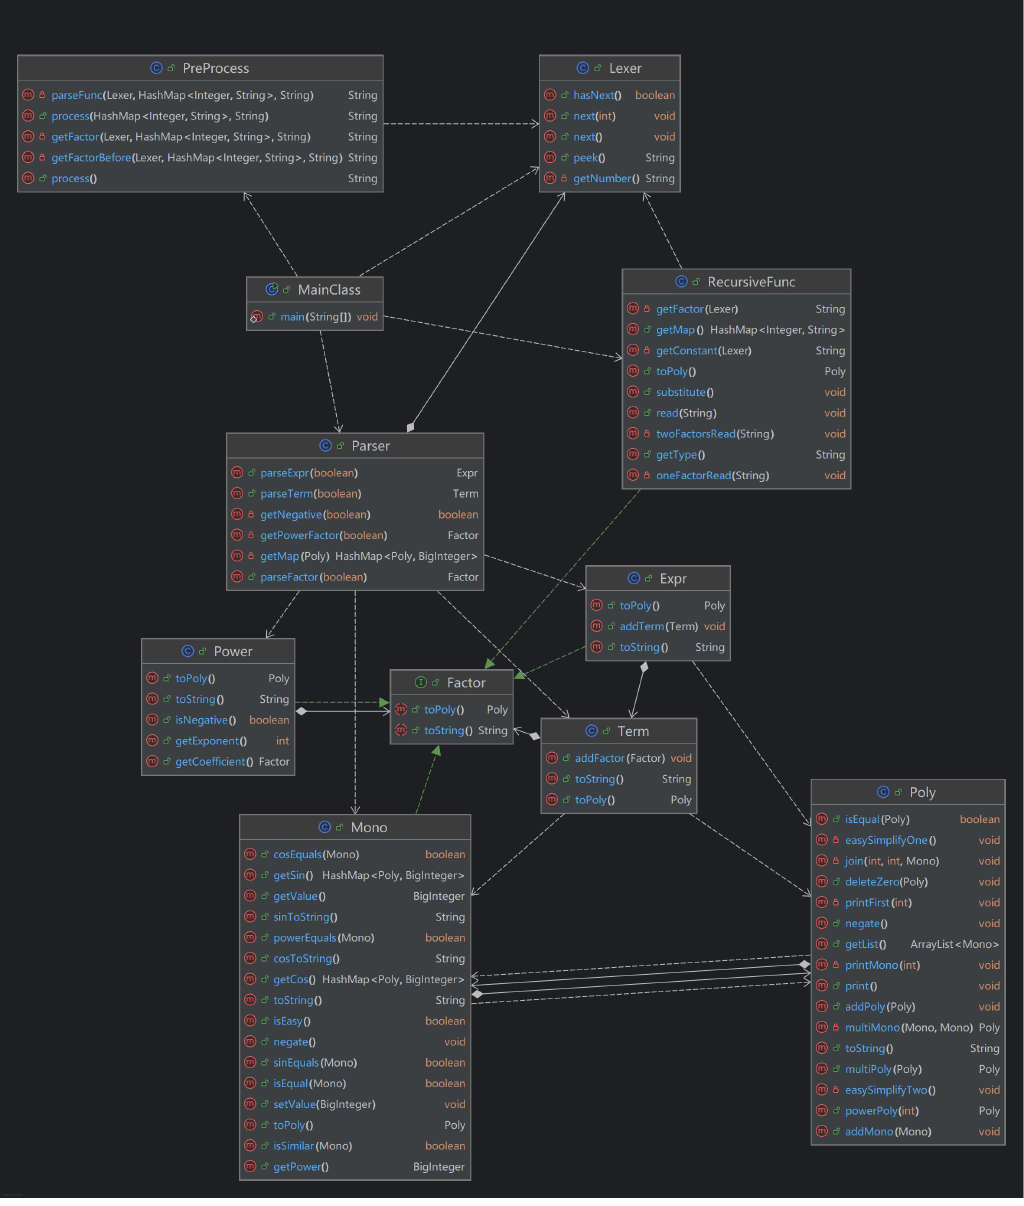 PreProcess
parseFunc(Lexer, HashMap<Integer, String>, String) String
process(HashMap<Integer, String>, String) String
getFactor(Lexer, HashMap<Integer, String>, String) String
getFactorBefore(Lexer, HashMap<Integer, String>, String) String
process() String
Lexer
hasNext() boolean
next(int) void
next() void
peek() String
getNumber() String
MainClass
main(String[]) void
RecursiveFunc
getFactor(Lexer) String
getMap() HashMap<Integer, String>
getConstant(Lexer) String
toPoly() Poly
substitute() void
read(String) void
twoFactorsRead(String) void
getType() String
oneFactorRead(String) void
Parser
parseExpr(boolean) Expr
parseTerm(boolean) Term
getNegative(boolean) boolean
getPowerFactor(boolean) Factor
getMap(Poly) HashMap<Poly, BigInteger>
parseFactor(boolean) Factor
Expr
toPoly() Poly
addTerm(Term) void
toString() String
Power
toPoly() Poly
toString() String
isNegative() boolean
getExponent() int
getCoefficient() Factor
Factor
toPoly() Poly
toString() String
Term
addFactor(Factor) void
toString() String
toPoly() Poly
Poly
isEqual(Poly) boolean
easySimplifyOne() void
join(int, int, Mono) void
deleteZero(Poly) void
printFirst(int) void
negate() void
getList() ArrayList<Mono>
printMono(int) void
print() void
addPoly(Poly) void
multiMono(Mono, Mono) Poly
toString() String
multiPoly(Poly) Poly
easySimplifyTwo() void
powerPoly(int) Poly
addMono(Mono) void
Mono
cosEquals(Mono) boolean
getSin() HashMap<Poly, BigInteger>
getValue() BigInteger
sinToString() String
powerEquals(Mono) boolean
cosToString() String
getCos() HashMap<Poly, BigInteger>
toString() String
isEasy() boolean
negate() void
sinEquals(Mono) boolean
isEqual(Mono) boolean
setValue(BigInteger) void
toPoly() Poly
isSimilar(Mono) boolean
getPower() BigInteger